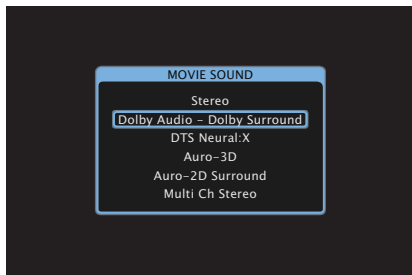 MOVIE SOUND
Stereo
Dolby Audio – Dolby Surround
DTS Neural:X
Auro-3D
Auro-2D Surround
Multi Ch Stereo